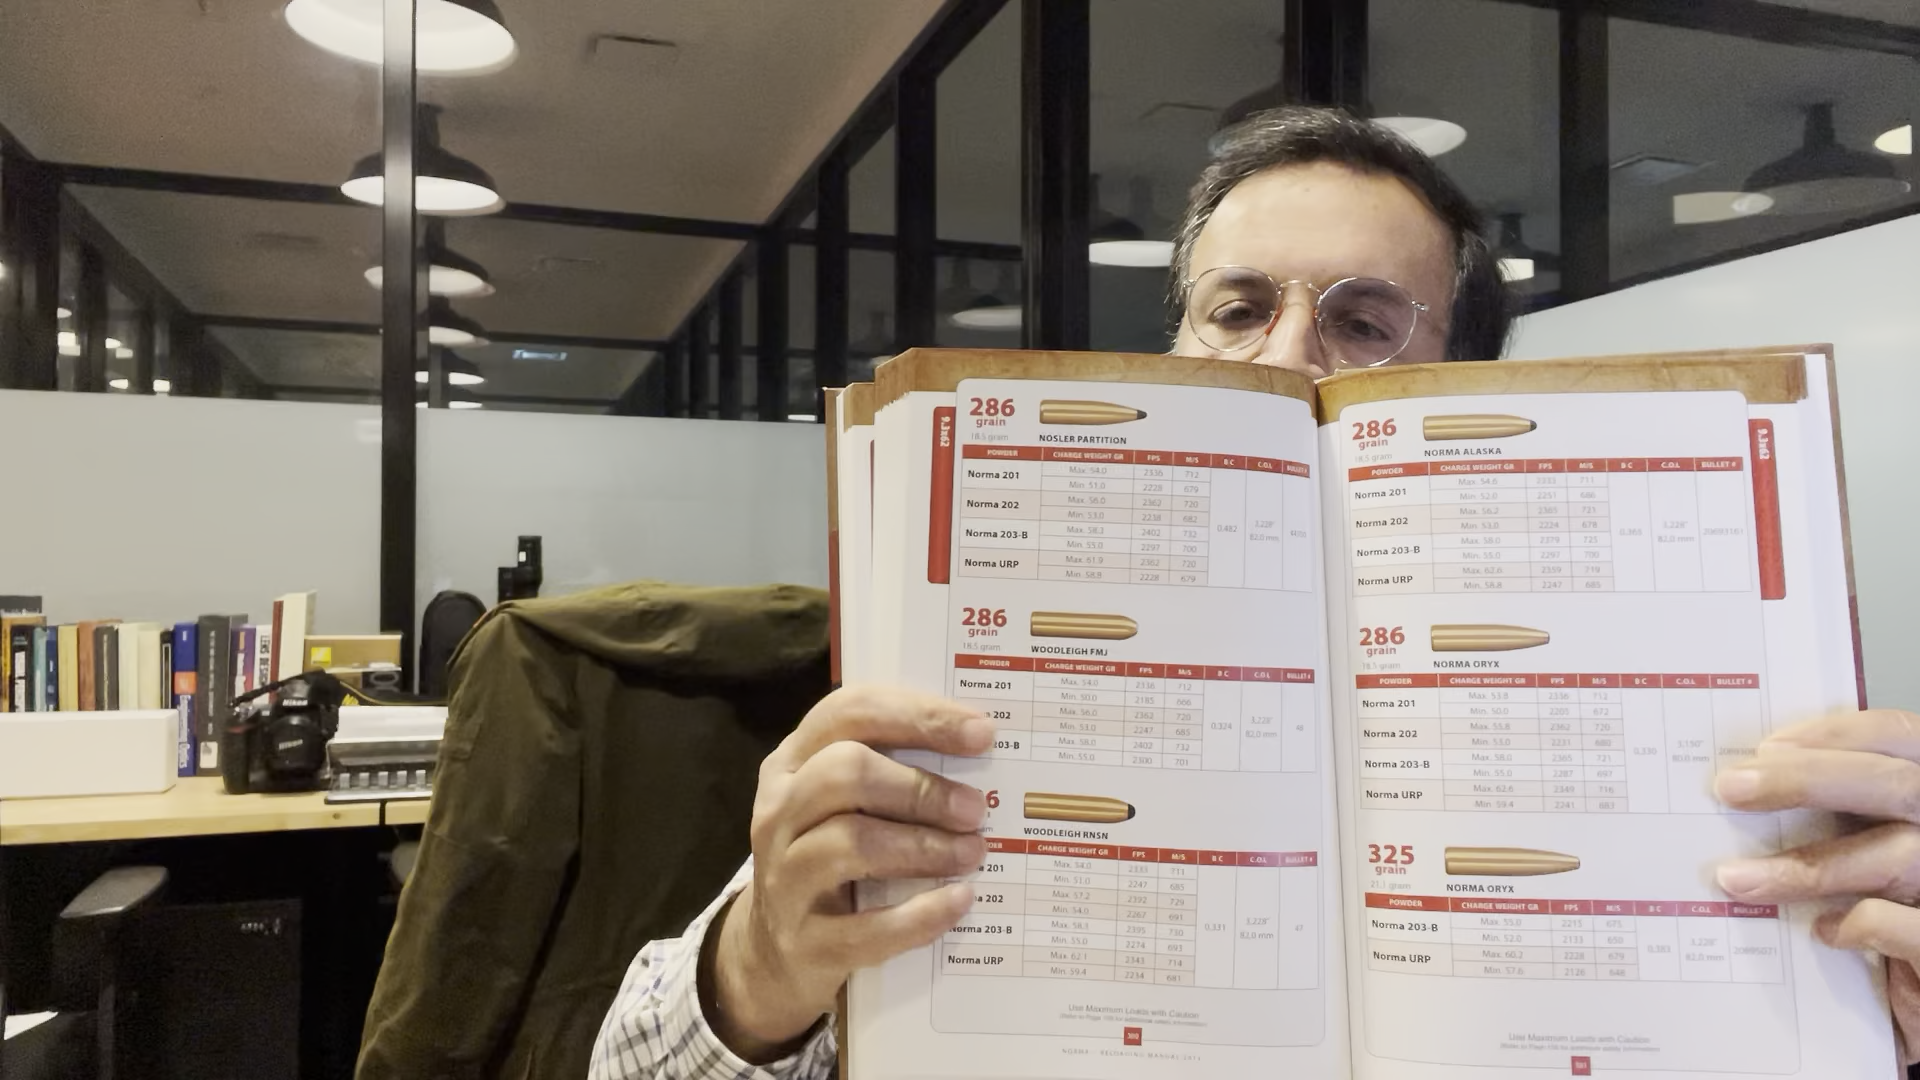 286
grain
18.5 gram
NOSLER PARTITION
9.3x62
POWDER CHARGE WEIGHT GR FPS M/S B C C.O.L BULLET #
Norma 201 Max. 54.0 2336 712
Min. 51.0 2228 679
Norma 202 Max. 56.0 2362 720
Min. 53.0 2238 682
0,482 3,228" 82,0 mm
Norma 203-B Max. 58.3 2402 732
Min. 55.0 2297 700
Norma URP Max. 61.9 2362 720
Min. 58.8 2228 679
286
grain
18.5 gram
WOODLEIGH FMJ
POWDER CHARGE WEIGHT GR FPS M/S B C C.O.L BULLET #
Norma 201 Max. 54.0 2336 712
Min. 50.0 2185 666
202 Max. 56.0 2362 720
Min. 53.0 2247 685
0,324 3,228" 82,0 mm 46
203-B Max. 58.0 2402 732
Min. 55.0 2300 701
WOODLEIGH RNSN
CHARGE WEIGHT GR FPS M/S B C C.O.L BULLET #
201 Max. 54.0 2333 711
Min. 51.0 2247 685
202 Max. 57.2 2392 729
Min. 54.0 2267 691
0,331 3,228" 82,0 mm 47
Norma 203-B Max. 58.3 2395 730
Min. 55.0 2274 693
Norma URP Max. 62.1 2343 714
Min. 59.4 2234 681
Use Maximum Loads with Caution
NORMA - RELOADING MANUAL
286
grain
18.5 gram
NORMA ALASKA
9.3x62
POWDER CHARGE WEIGHT GR FPS M/S B C C.O.L BULLET #
Norma 201 Max. 54.6 2333 711
Min. 52.0 2251 686
Norma 202 Max. 56.2 2365 721
Min. 53.0 2224 678
3,228" 82,0 mm 20693161
Norma 203-B Max. 58.0 2379 725
Min. 55.0 2297 700
Norma URP Max. 62.6 2359 719
Min. 58.8 2247 685
286
grain
18.5 gram
NORMA ORYX
POWDER CHARGE WEIGHT GR FPS M/S B C C.O.L BULLET #
Norma 201 Max. 53.8 2336 712
Min. 50.0 2205 672
Norma 202 Max. 55.8 2362 720
Min. 53.0 2231 680
0,330 3,150" 80,0 mm
Norma 203-B Max. 58.0 2365 721
Min. 55.0 2287 697
Norma URP Max. 62.6 2349 716
Min. 59.4 2241 683
325
grain
21.1 gram
NORMA ORYX
POWDER CHARGE WEIGHT GR FPS M/S B C C.O.L BULLET #
Norma 203-B Max. 55.0 2215 675
Min. 52.0 2133 650
0,383 3,228" 82,0 mm
Norma URP Max. 60.2 2228 679
Min. 57.6 2126 648
Use Maximum Loads with Caution
Nikon
Nikon